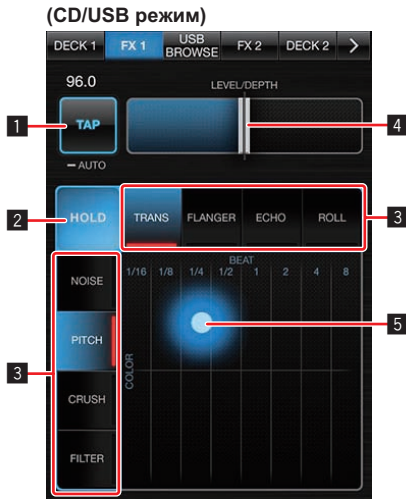 (CD/USB режим)
DECK 1 FX 1 USB BROWSE FX 2 DECK 2 >
96.0
LEVEL/DEPTH
1 TAP 4
– AUTO
2 HOLD TRANS FLANGER ECHO ROLL 3
BEAT
NOISE 1/16 1/8 1/4 1/2 1 2 4 8
5
PITCH
3 COLOR
CRUSH
FILTER